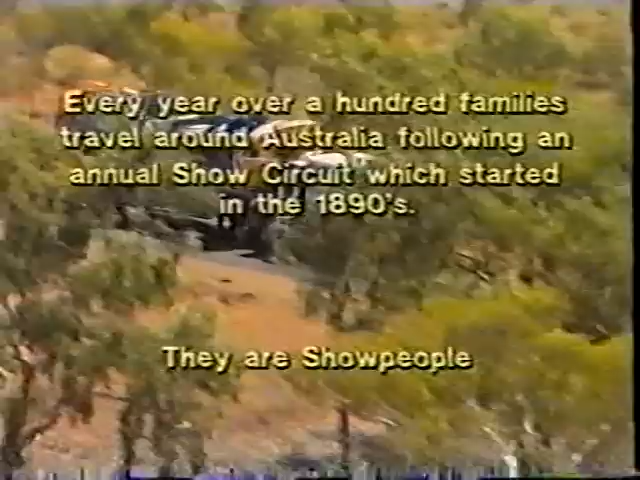 Every year over a hundred families
travel around Australia following an
annual Show Circuit which started
in the 1890's.
They are Showpeople